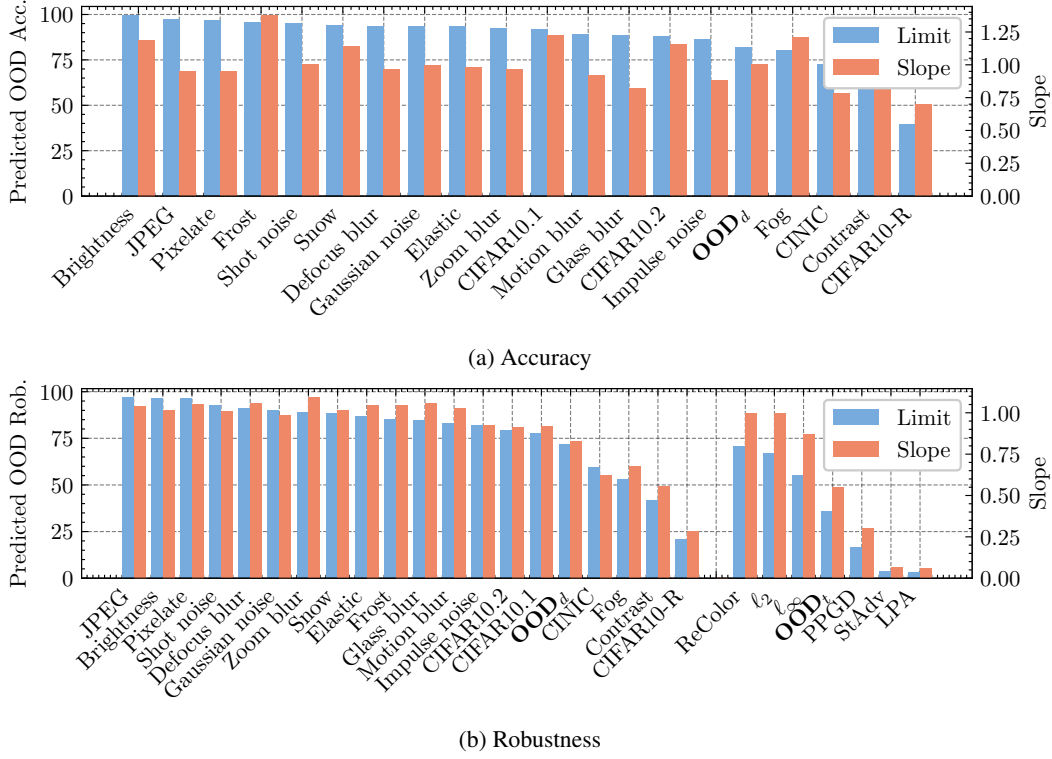 Predicted OOD Acc.
100
75
50
25
0
Limit
Slope
1.25
1.00
0.75
0.50
0.25
0.00
Slope
Brightness
JPEG
Pixelate
Frost
Shot noise
Snow
Defocus blur
Gaussian noise
Elastic
Zoom blur
CIFAR10.1
Motion blur
Glass blur
CIFAR10.2
Impulse noise
OOD_d
Fog
CINIC
Contrast
CIFAR10-R
(a) Accuracy
Predicted OOD Rob.
100
75
50
25
0
Limit
Slope
1.00
0.75
0.50
0.25
0.00
Slope
JPEG
Brightness
Pixelate
Shot noise
Defocus blur
Gaussian noise
Zoom blur
Snow
Elastic
Frost
Glass blur
Motion blur
Impulse noise
CIFAR10.2
CIFAR10.1
OOD_d
CINIC
Fog
Contrast
CIFAR10-R
ReColor
ℓ₂
ℓ∞
OOD_t
PPGD
StAdv
LPA
(b) Robustness